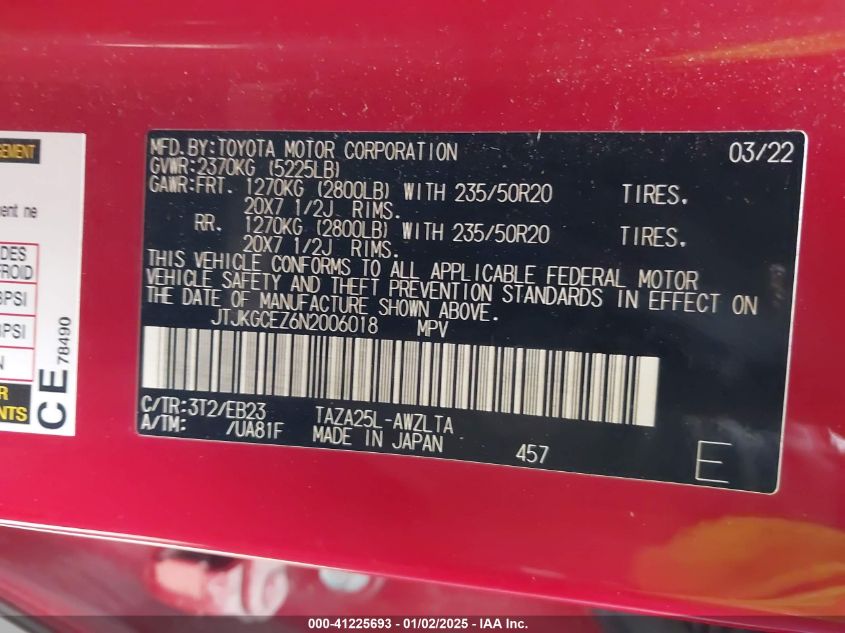 MFD.BY:TOYOTA MOTOR CORPORATION 03/22
GVWR:2370KG (5225LB)
GAWR:FRT. 1270KG (2800LB) WITH 235/50R20 TIRES.
20X7 1/2J RIMS.
RR. 1270KG (2800LB) WITH 235/50R20 TIRES.
20X7 1/2J RIMS.
THIS VEHICLE CONFORMS TO ALL APPLICABLE FEDERAL MOTOR
VEHICLE SAFETY AND THEFT PREVENTION STANDARDS IN EFFECT ON
THE DATE OF MANUFACTURE SHOWN ABOVE.
JTJKGCEZ6N2006018 MPV
C/TR:3T2/EB23 TAZA25L-AWZLTA
A/TM: /UA81F MADE IN JAPAN 457 E
ent ne
PSI
PSI
N
CE 78490
000-41225693 - 01/02/2025 - IAA Inc.